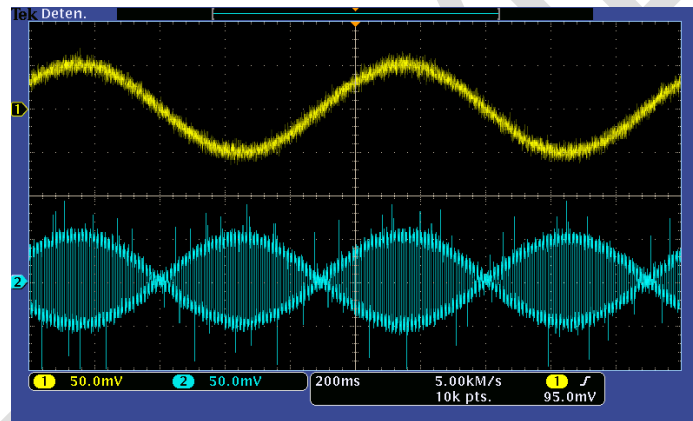 Tek Deten.
1
2
1 50.0mV 2 50.0mV 200ms 5.00kM/s 1
10k pts. 95.0mV